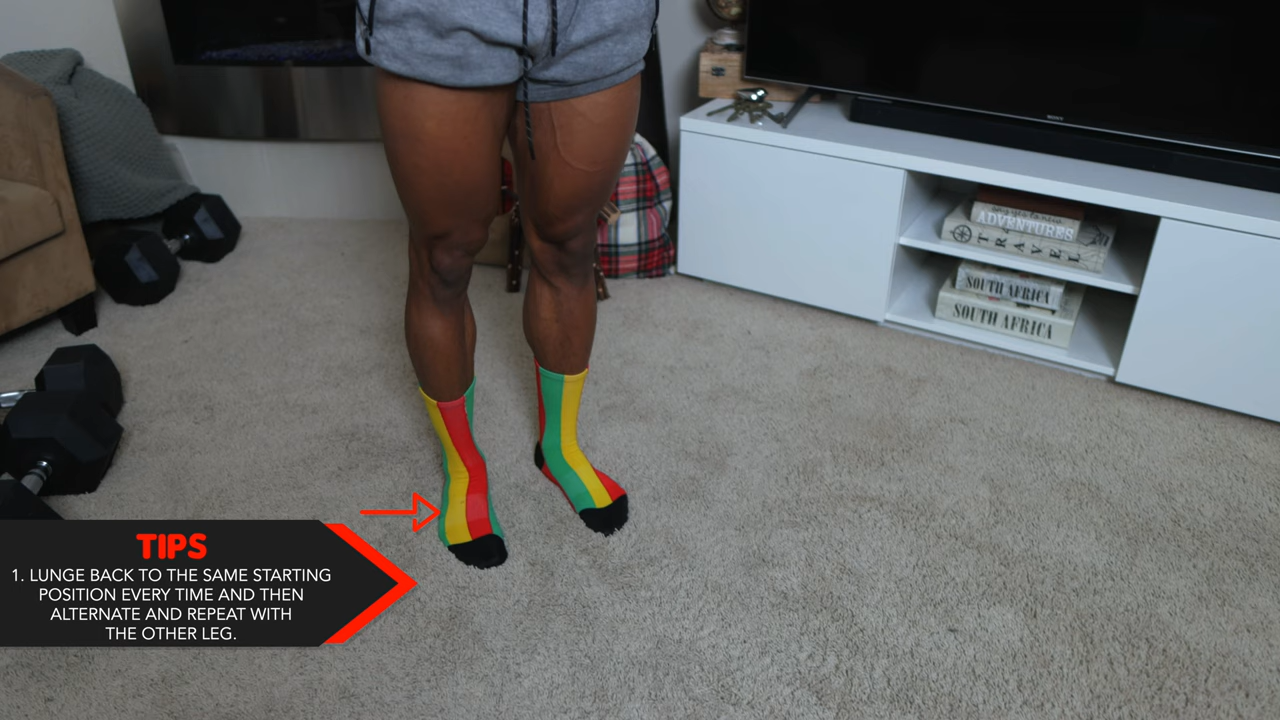 SONY
ADVENTURES
TRAVEL
SOUTH AFRICA
SOUTH AFRICA
TIPS
1. LUNGE BACK TO THE SAME STARTING
POSITION EVERY TIME AND THEN
ALTERNATE AND REPEAT WITH
THE OTHER LEG.